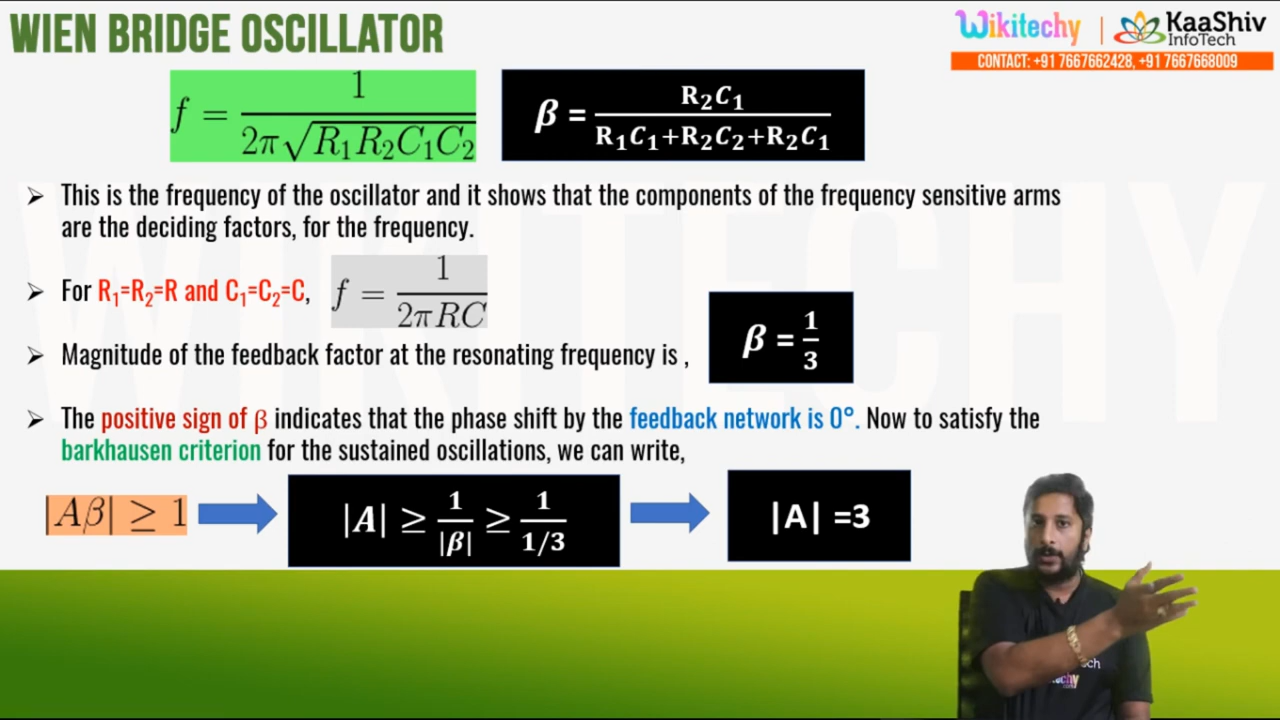 WIEN BRIDGE OSCILLATOR
Wikitechy | KaaShiv
InfoTech
CONTACT: +91 7667662428, +91 7667668009
f = 1 / 2π√R₁R₂C₁C₂
β = R₂C₁ / R₁C₁+R₂C₂+R₂C₁
➢ This is the frequency of the oscillator and it shows that the components of the frequency sensitive arms
are the deciding factors, for the frequency.
➢ For R₁=R₂=R and C₁=C₂=C, f = 1 / 2πRC
➢ Magnitude of the feedback factor at the resonating frequency is , β = 1/3
➢ The positive sign of β indicates that the phase shift by the feedback network is 0°. Now to satisfy the
barkhausen criterion for the sustained oscillations, we can write,
|Aβ| ≥ 1
|A| ≥ 1/|β| ≥ 1/1/3
|A| =3
WIKITECHY